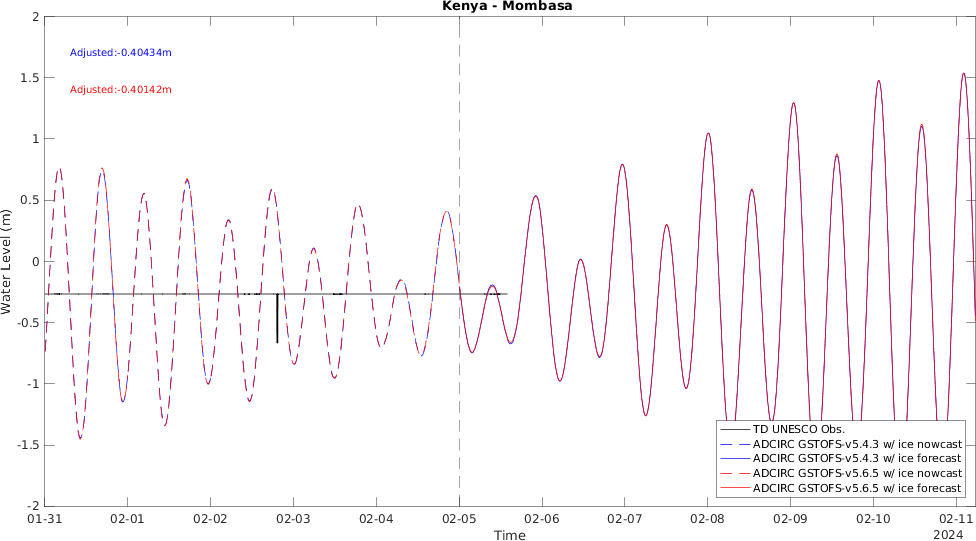 Kenya - Mombasa
2
1.5
1
0.5
0
-0.5
-1
-1.5
-2
Water Level (m)
Adjusted:-0.40434m
Adjusted:-0.40142m
TD UNESCO Obs.
ADCIRC GSTOFS-v5.4.3 w/ ice nowcast
ADCIRC GSTOFS-v5.4.3 w/ ice forecast
ADCIRC GSTOFS-v5.6.5 w/ ice nowcast
ADCIRC GSTOFS-v5.6.5 w/ ice forecast
01-31 02-01 02-02 02-03 02-04 02-05 02-06 02-07 02-08 02-09 02-10 02-11
Time 2024